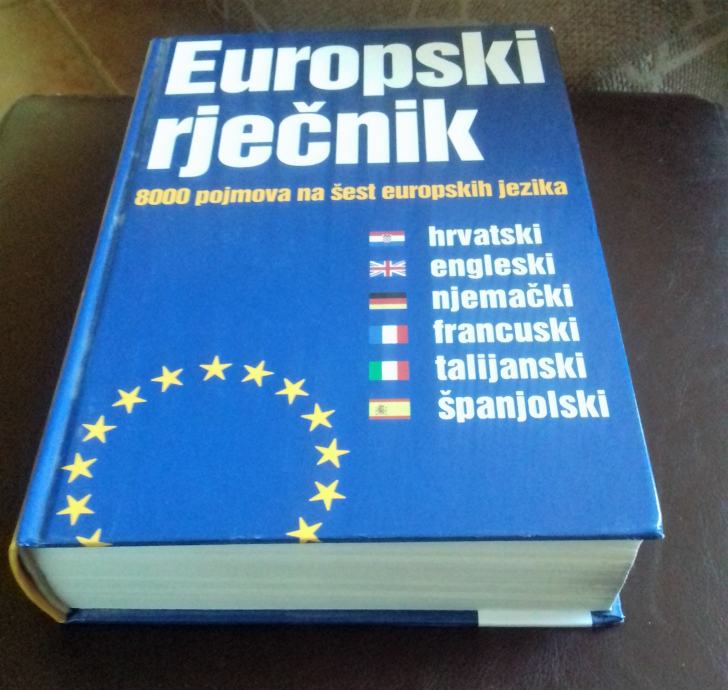 Europski
rječnik
8000 pojmova na šest europskih jezika
hrvatski
engleski
njemački
francuski
talijanski
španjolski